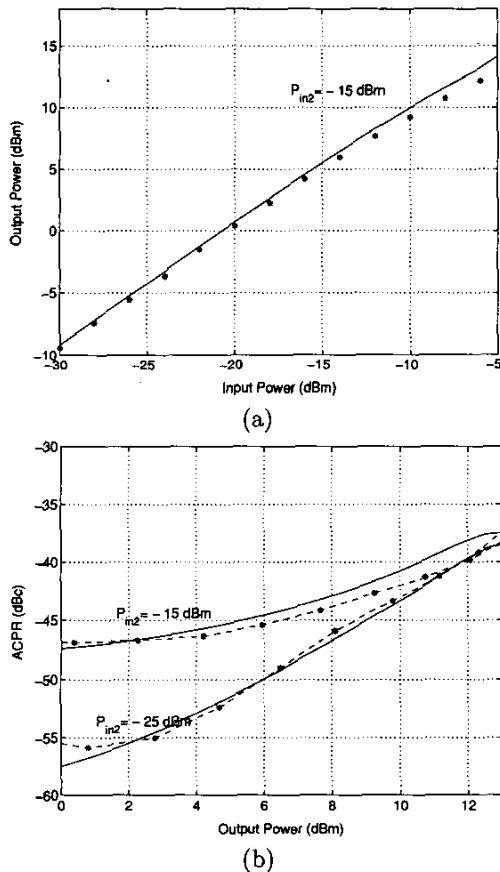 15
10
5
0
−5
−10
Output Power (dBm)
P_in2 = − 15 dBm
−30
−25
−20
−15
−10
−5
Input Power (dBm)
(a)
−30
−35
−40
−45
−50
−55
−60
ACPR (dBc)
P_in2 = − 15 dBm
P_in2 = − 25 dBm
0
2
4
6
8
10
12
Output Power (dBm)
(b)